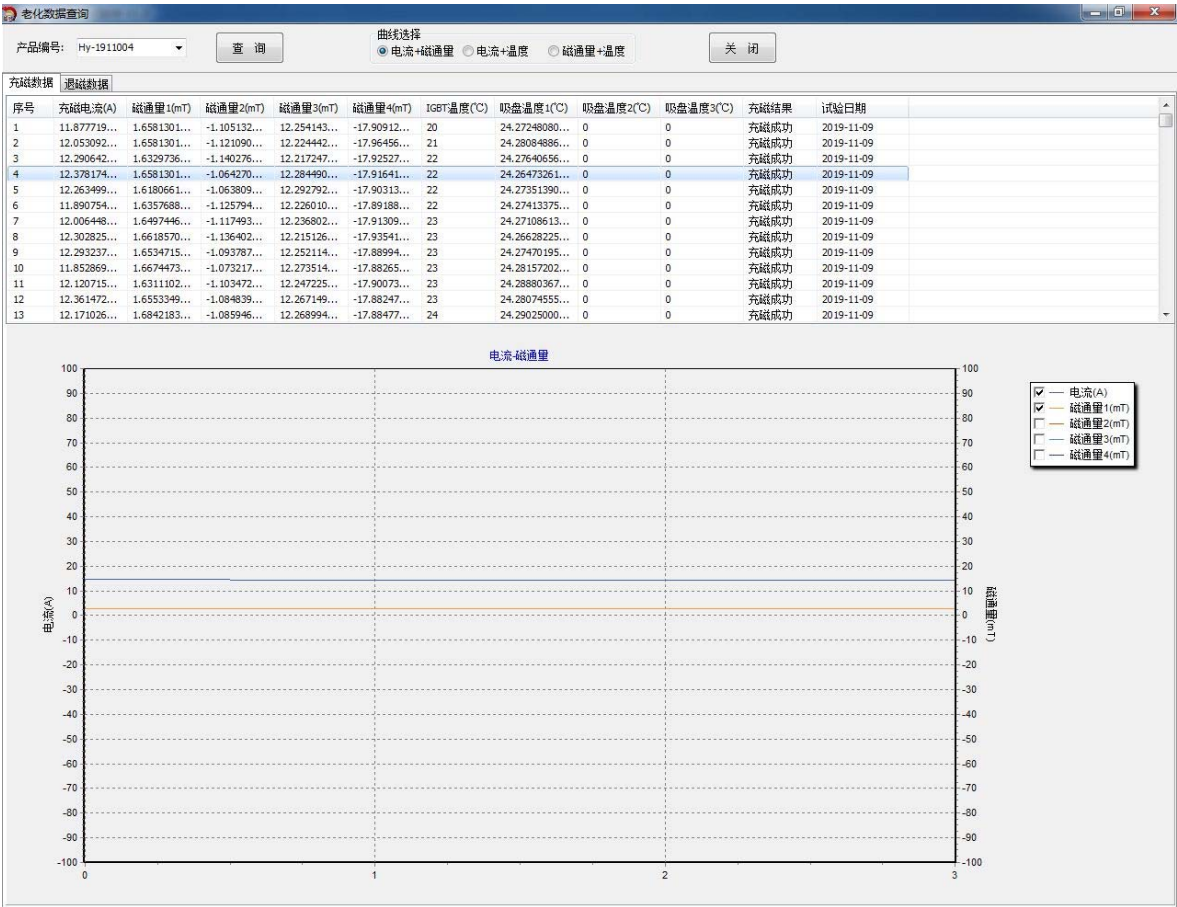 老化数据查询
产品编号: Hy-1911004 查 询 曲线选择 电流+磁通量 电流+温度 磁通量+温度 关 闭
充磁数据 退磁数据
序号 充磁电流(A) 磁通量1(mT) 磁通量2(mT) 磁通量3(mT) 磁通量4(mT) IGBT温度(℃) 吸盘温度1(℃) 吸盘温度2(℃) 吸盘温度3(℃) 充磁结果 试验日期
1 11.877719... 1.6581301... -1.105132... 12.254143... -17.90912... 20 24.27248080... 0 0 充磁成功 2019-11-09
2 12.053092... 1.6581301... -1.121090... 12.224442... -17.96456... 21 24.28084886... 0 0 充磁成功 2019-11-09
3 12.290642... 1.6329736... -1.140276... 12.217247... -17.92527... 22 24.27640656... 0 0 充磁成功 2019-11-09
4 12.378174... 1.6581301... -1.064270... 12.284490... -17.91641... 22 24.26473261... 0 0 充磁成功 2019-11-09
5 12.263499... 1.6180661... -1.063809... 12.292792... -17.90313... 22 24.27351390... 0 0 充磁成功 2019-11-09
6 11.890754... 1.6357688... -1.125794... 12.226010... -17.89188... 22 24.27413375... 0 0 充磁成功 2019-11-09
7 12.006448... 1.6497446... -1.117493... 12.236802... -17.91309... 23 24.27108613... 0 0 充磁成功 2019-11-09
8 12.302825... 1.6618570... -1.136402... 12.215126... -17.93541... 23 24.26628225... 0 0 充磁成功 2019-11-09
9 12.293237... 1.6534715... -1.093787... 12.252114... -17.88994... 23 24.27470195... 0 0 充磁成功 2019-11-09
10 11.852869... 1.6674473... -1.073217... 12.273514... -17.88265... 23 24.28157202... 0 0 充磁成功 2019-11-09
11 12.120715... 1.6311102... -1.103472... 12.247225... -17.90073... 23 24.28880367... 0 0 充磁成功 2019-11-09
12 12.361472... 1.6553349... -1.084839... 12.267149... -17.88247... 23 24.28074555... 0 0 充磁成功 2019-11-09
13 12.171026... 1.6842183... -1.085946... 12.268994... -17.88477... 24 24.29025000... 0 0 充磁成功 2019-11-09
电流-磁通量
100 100
90 90
80 80
70 70
60 60
50 50
40 40
30 30
20 20
10 10
0 0
-10 -10
-20 -20
-30 -30
-40 -40
-50 -50
-60 -60
-70 -70
-80 -80
-90 -90
-100 -100
0 1 2 3
电流(A)
磁通量(mT)
电流(A)
磁通量1(mT)
磁通量2(mT)
磁通量3(mT)
磁通量4(mT)